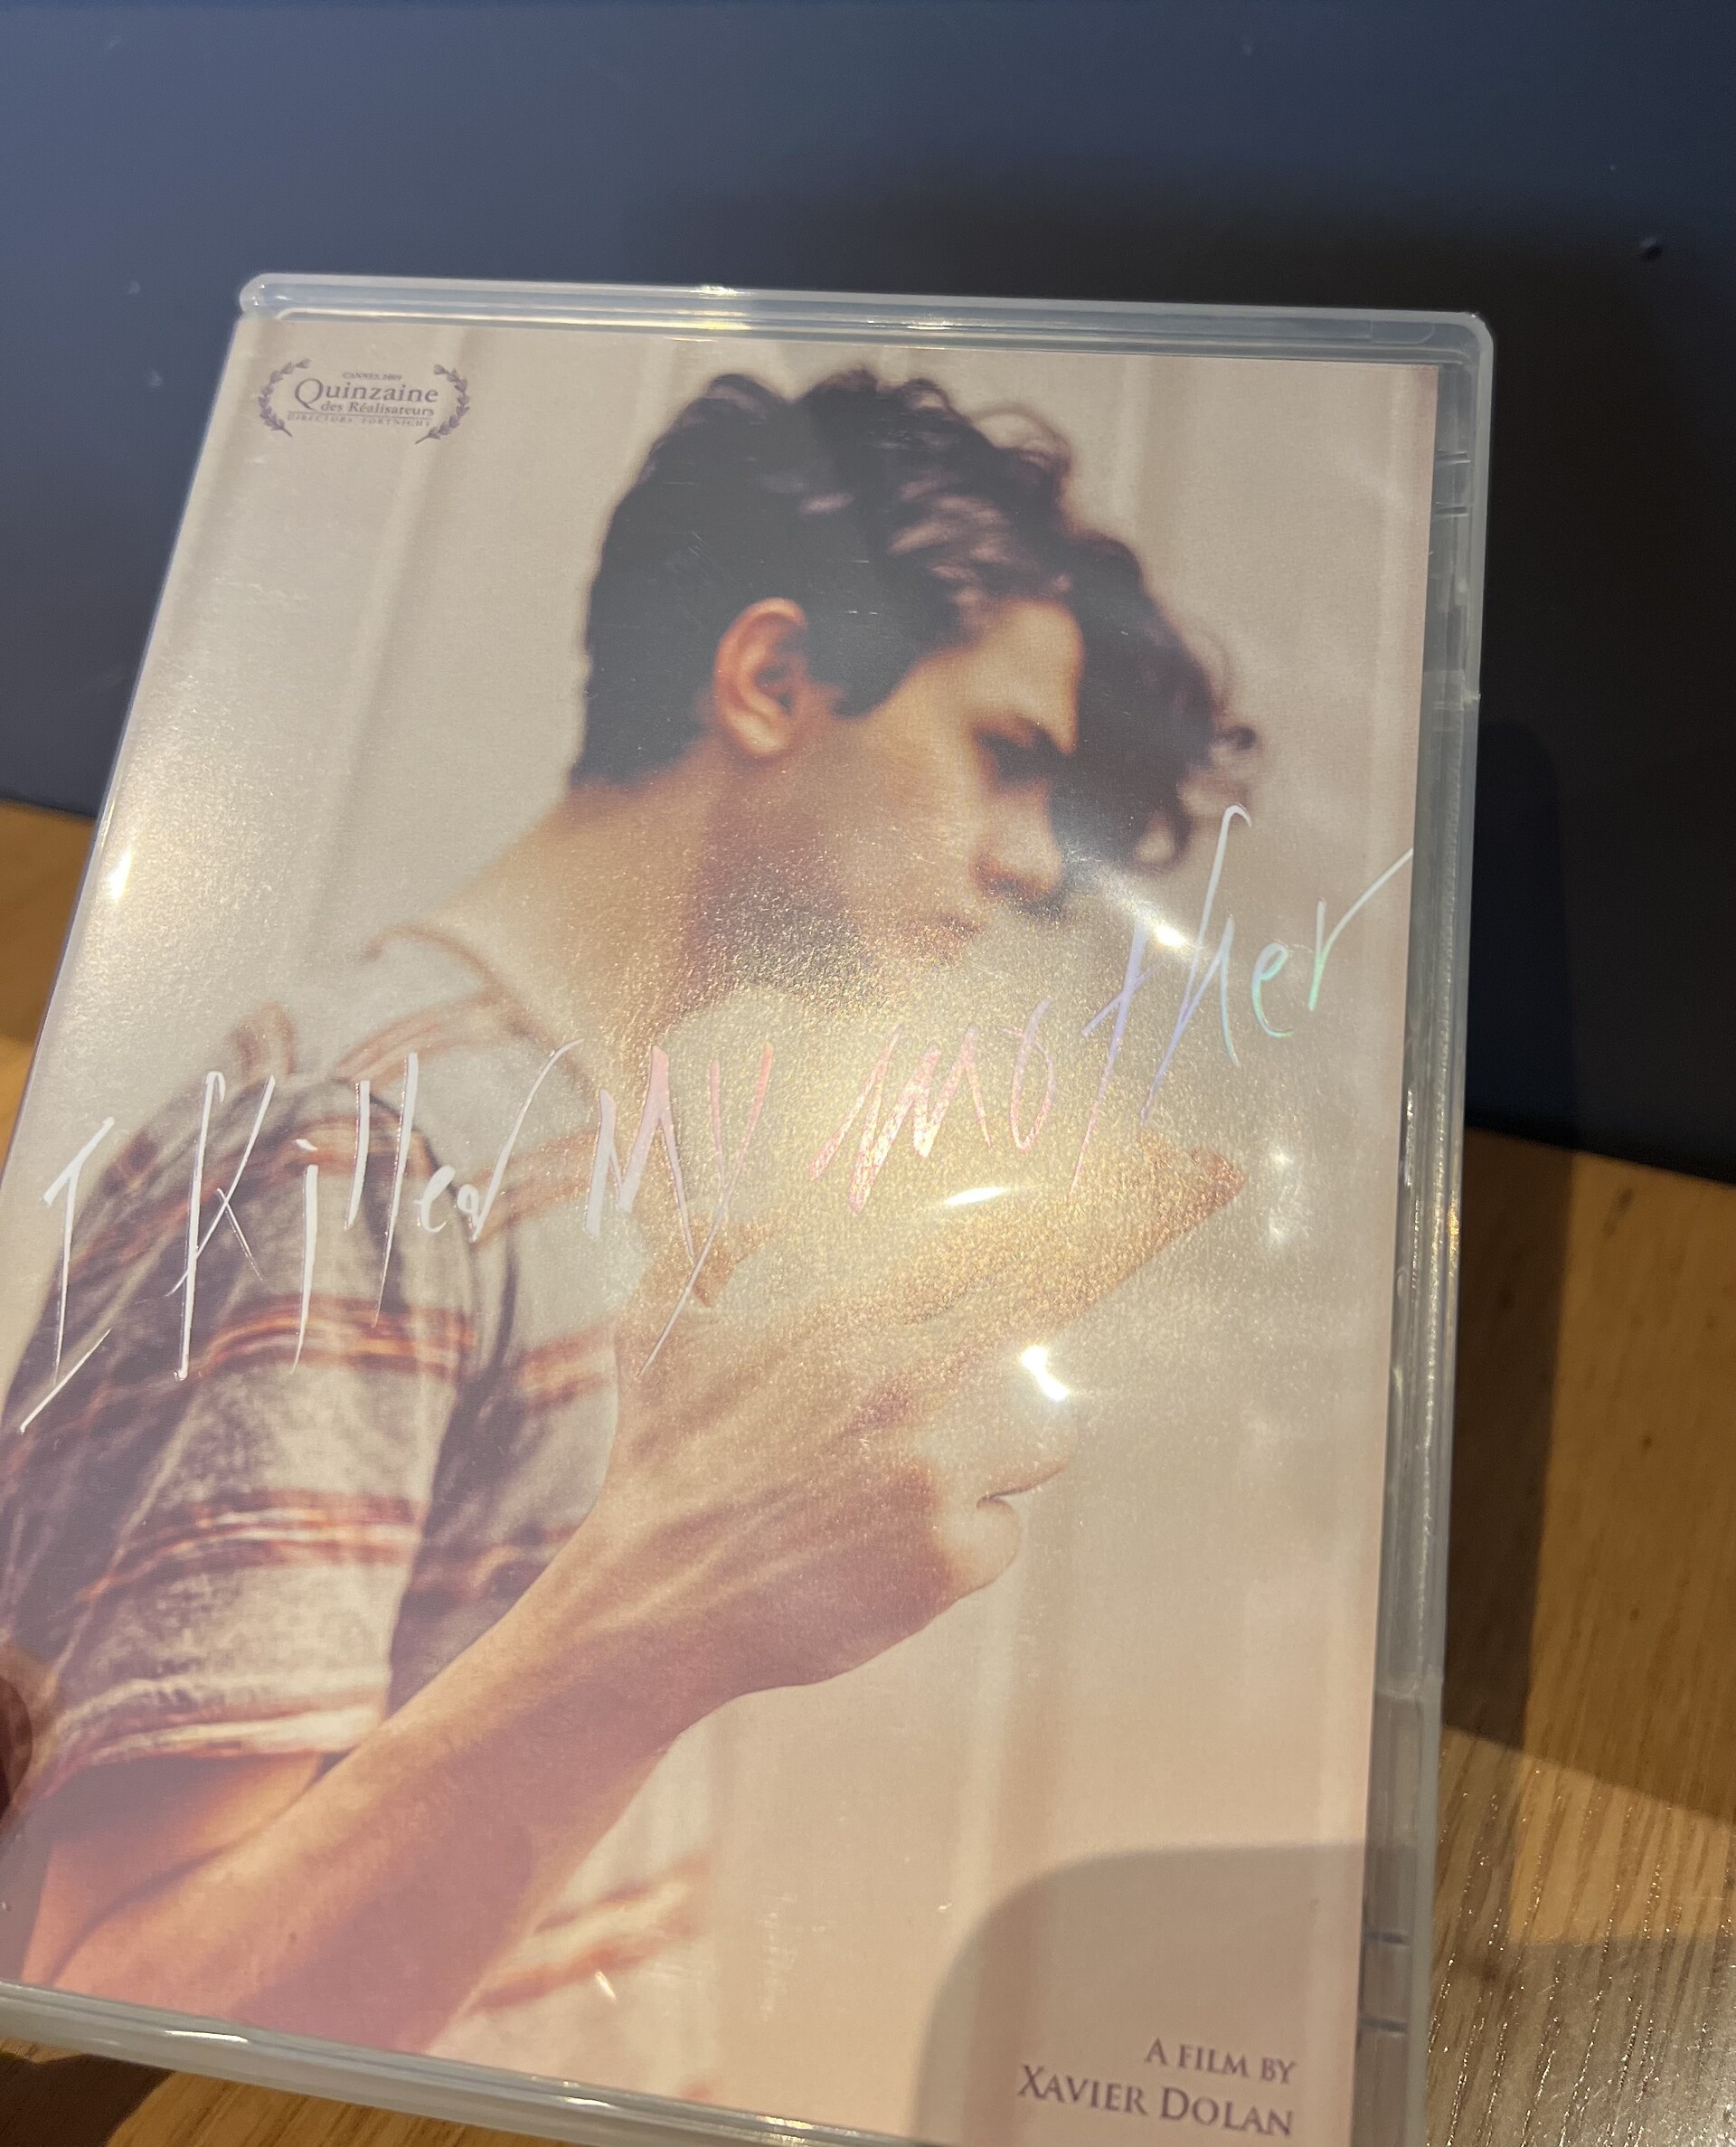 CANNES 2009
Quinzaine
des Réalisateurs
DIRECTORS' FORTNIGHT
I Killed My Mother
A FILM BY
XAVIER DOLAN